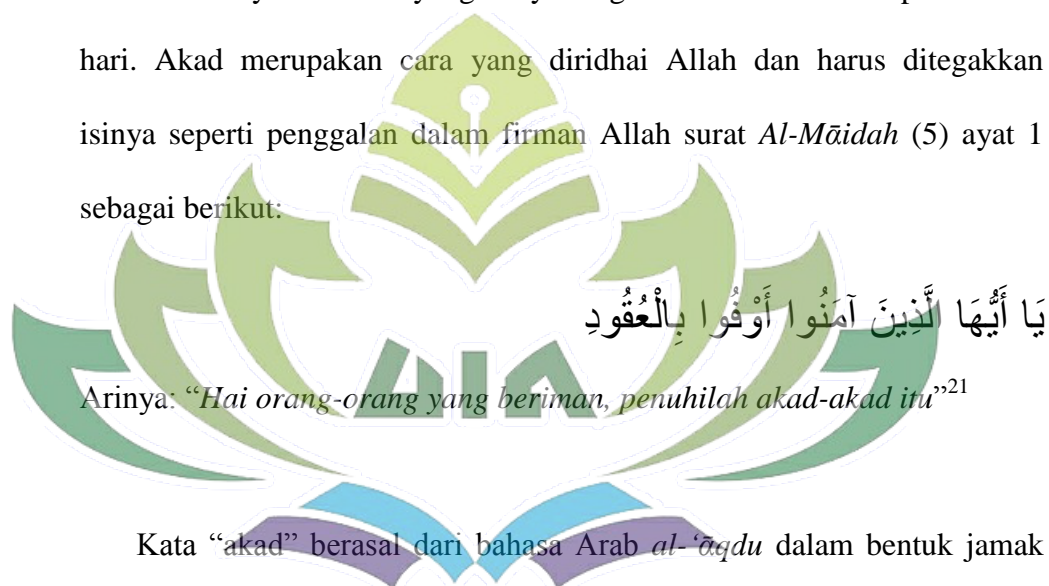 hari. Akad merupakan cara yang diridhai Allah dan harus ditegakkan
isinya seperti penggalan dalam firman Allah surat Al-Māidah (5) ayat 1
sebagai berikut:
يَا أَيُّهَا الَّذِينَ آمَنُوا أَوْفُوا بِالْعُقُودِ
Arinya: “Hai orang-orang yang beriman, penuhilah akad-akad itu”21
Kata “akad” berasal dari bahasa Arab al-‘āqdu dalam bentuk jamak